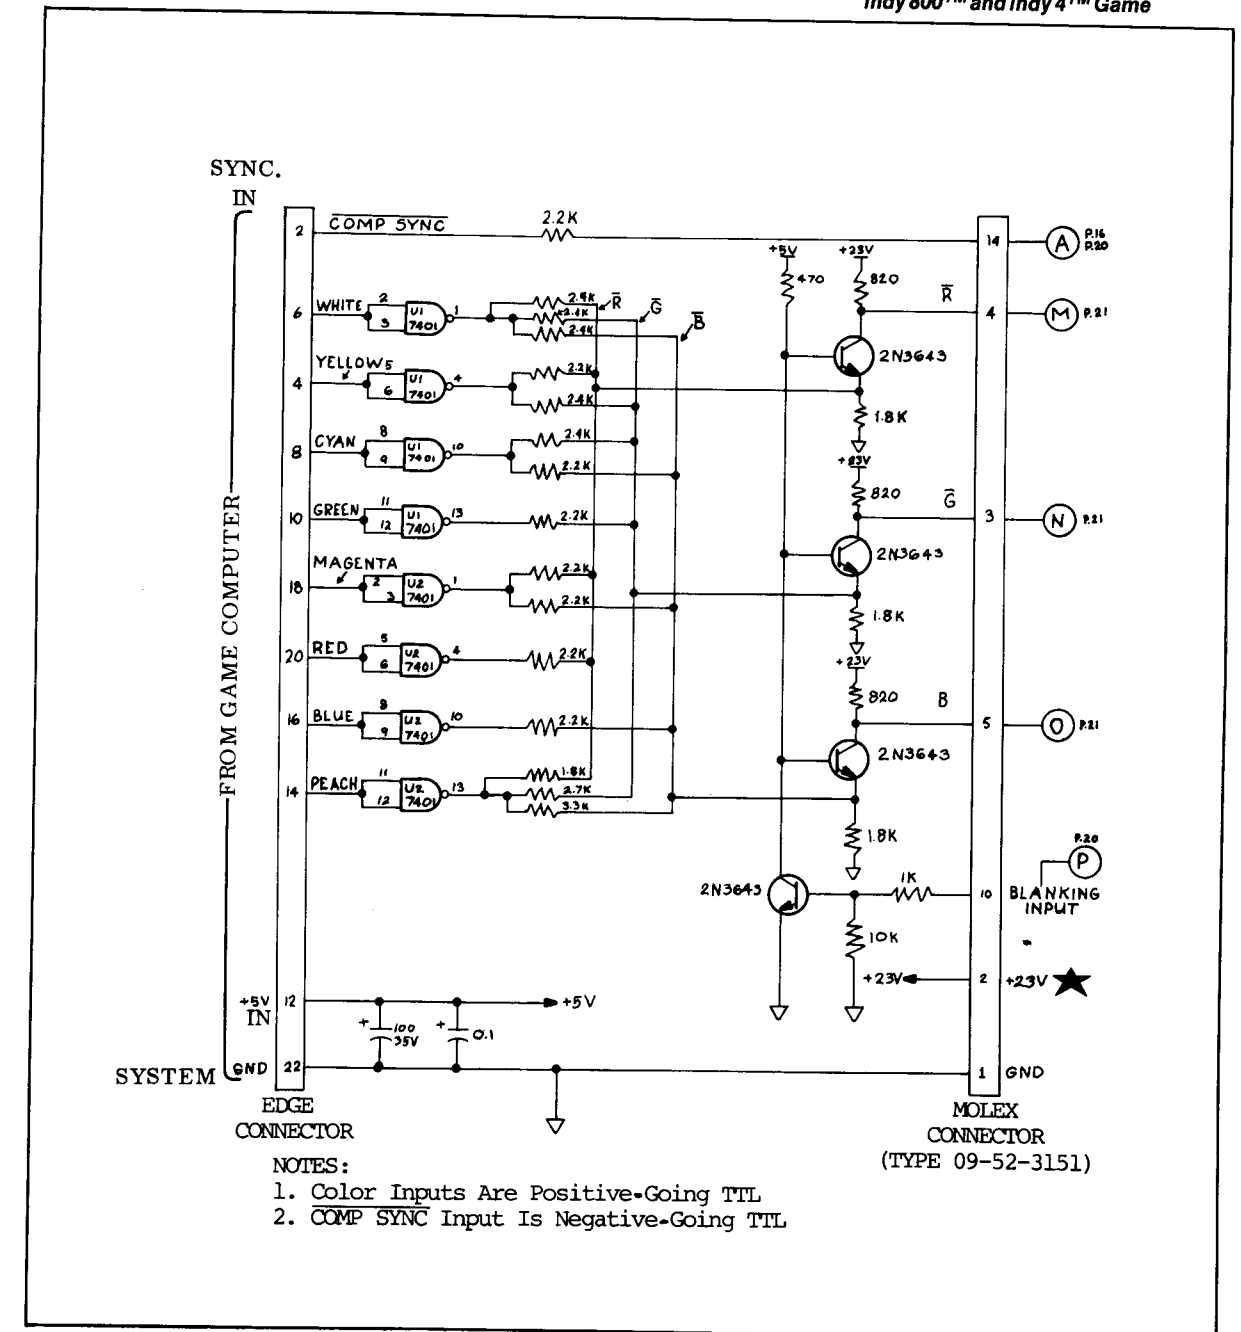 Indy 800™ and Indy 4™ Game
SYNC.
IN
2
COMP SYNC
2.2K
14
A
P.16
P.20
+5V
470
+23V
820
R
4
M
P.21
6
WHITE
2
3
U1
7401
1
2.4K
2.4K
2.4K
R
G
B
2N3643
1.8K
4
YELLOW
5
6
U1
7401
4
2.2K
2.4K
8
CYAN
8
9
U1
7401
10
2.4K
2.2K
+23V
820
G
3
N
P.21
10
GREEN
11
12
U1
7401
13
2.2K
2N3643
1.8K
18
MAGENTA
2
3
U2
7401
1
2.2K
2.2K
20
RED
5
6
U2
7401
4
2.2K
+23V
820
B
5
O
P.21
16
BLUE
8
9
U2
7401
10
2.2K
2N3643
1.8K
14
PEACH
11
12
U2
7401
13
1.8K
2.7K
3.3K
FROM GAME COMPUTER
P.20
P
2N3643
1K
10
BLANKING
INPUT
10K
+23V
2
+23V
+5V
IN
12
+
100
35V
+
0.1
+5V
SYSTEM
GND
22
1
GND
EDGE
CONNECTOR
MOLEX
CONNECTOR
(TYPE 09-52-3151)
NOTES:
1. Color Inputs Are Positive-Going TTL
2. COMP SYNC Input Is Negative-Going TTL